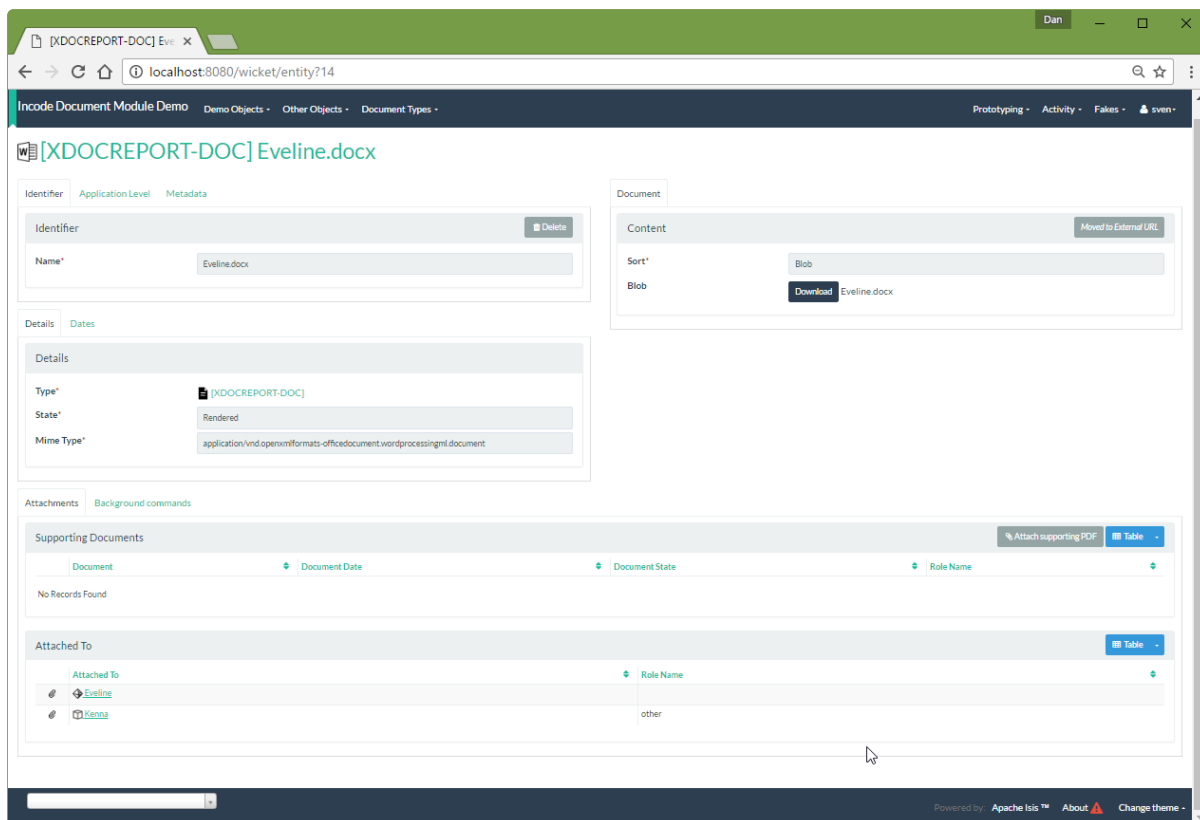 Dan
[XDOCREPORT-DOC] Eve
localhost:8080/wicket/entity?14
Incode Document Module Demo Demo Objects Other Objects Document Types Prototyping Activity Fakes sven
[XDOCREPORT-DOC] Eveline.docx
Identifier Application Level Metadata
Identifier Delete
Name* Eveline.docx
Document
Content Moved to External URL
Sort* Blob
Blob Download Eveline.docx
Details Dates
Details
Type* [XDOCREPORT-DOC]
State* Rendered
Mime Type* application/vnd.openxmlformats-officedocument.wordprocessingml.document
Attachments Background commands
Supporting Documents Attach supporting PDF Table
Document Document Date Document State Role Name
No Records Found
Attached To Table
Attached To Role Name
Eveline
Kenna other
Powered by: Apache Isis ™ About Change theme